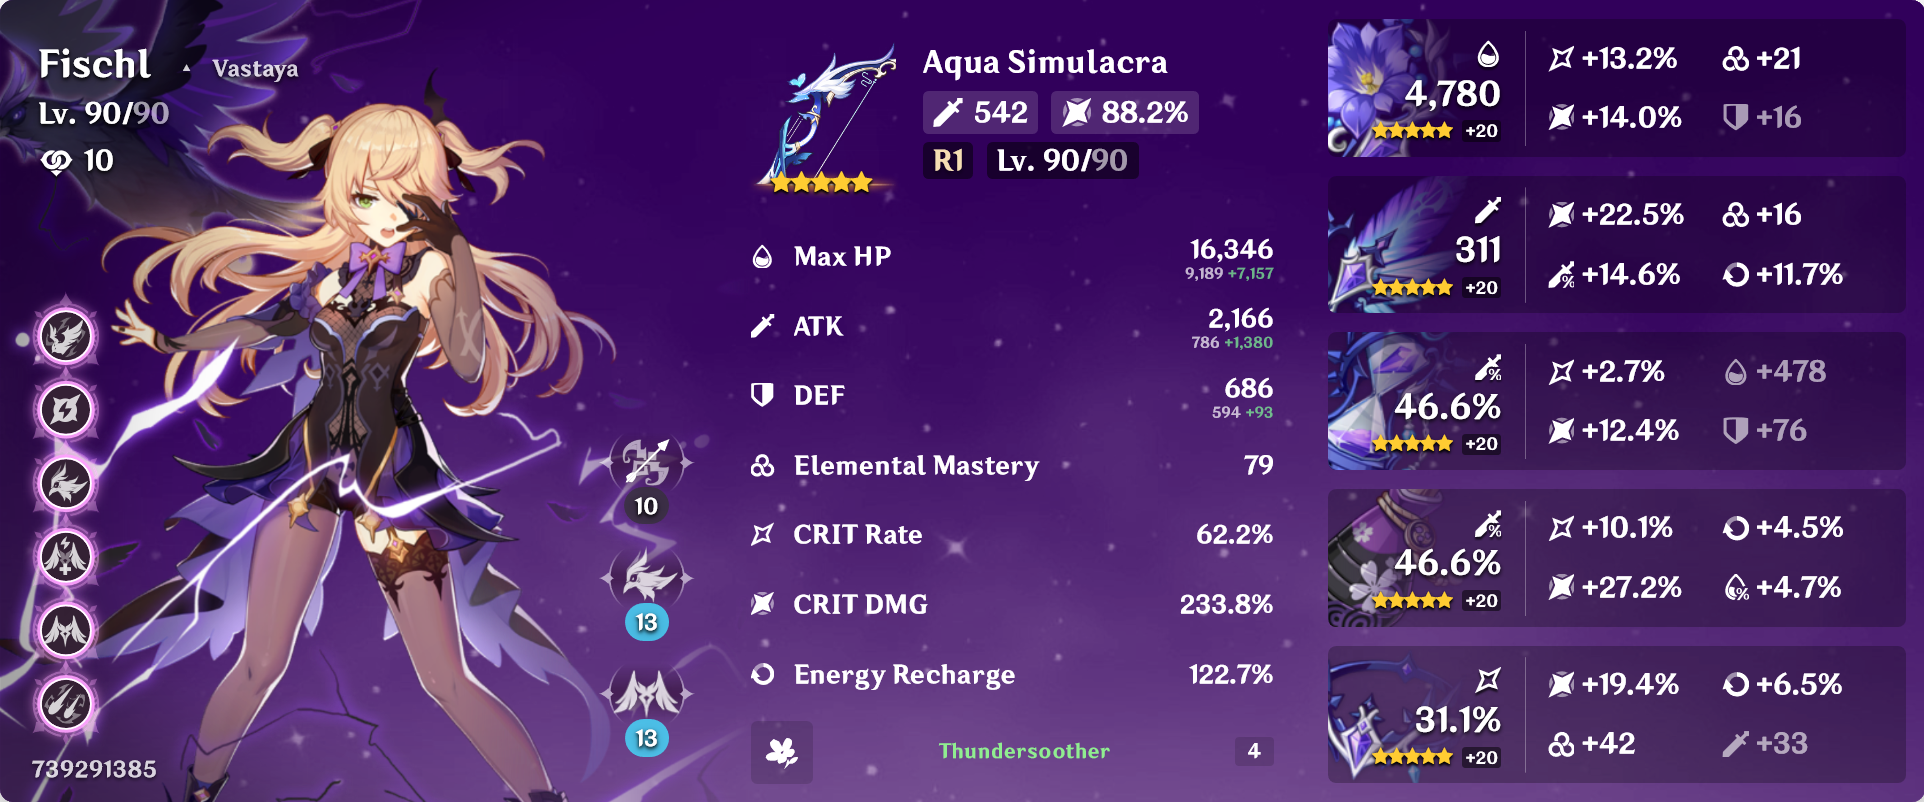 Fischl ▲ Vastaya
Lv. 90/90
10
10
13
13
739291385
Aqua Simulacra
542 88.2%
R1 Lv. 90/90
Max HP 16,346
9,189 +7,157
ATK 2,166
786 +1,380
DEF 686
594 +93
Elemental Mastery 79
CRIT Rate 62.2%
CRIT DMG 233.8%
Energy Recharge 122.7%
Thundersoother 4
4,780
+20
+13.2% +21
+14.0% +16
311
+20
+22.5% +16
+14.6% +11.7%
46.6%
+20
+2.7% +478
+12.4% +76
46.6%
+20
+10.1% +4.5%
+27.2% +4.7%
31.1%
+20
+19.4% +6.5%
+42 +33